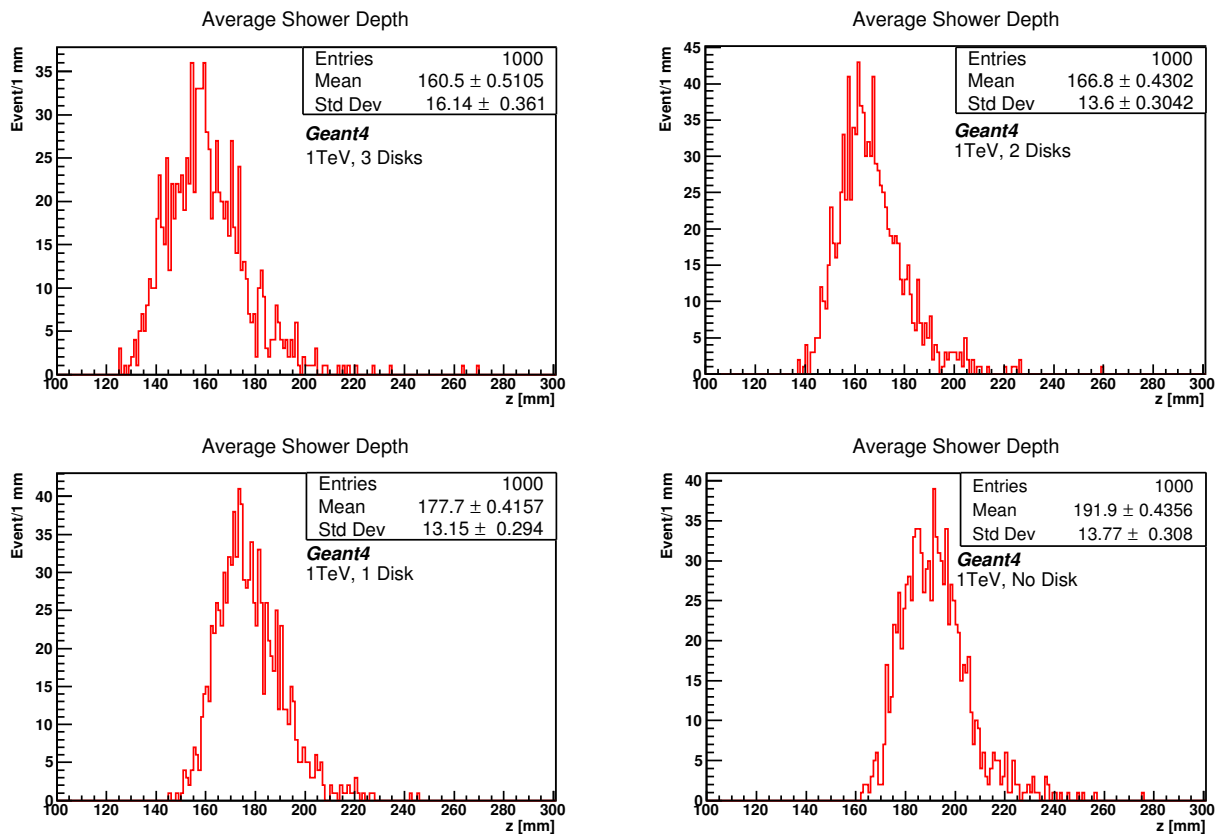 Average Shower Depth
Entries 1000
Mean 160.5 ± 0.5105
Std Dev 16.14 ± 0.361
Geant4
1TeV, 3 Disks
Event/1 mm
35
30
25
20
15
10
5
0
100 120 140 160 180 200 220 240 260 280 300
z [mm]
Average Shower Depth
Entries 1000
Mean 166.8 ± 0.4302
Std Dev 13.6 ± 0.3042
Geant4
1TeV, 2 Disks
Event/1 mm
45
40
35
30
25
20
15
10
5
0
100 120 140 160 180 200 220 240 260 280 300
z [mm]
Average Shower Depth
Entries 1000
Mean 177.7 ± 0.4157
Std Dev 13.15 ± 0.294
Geant4
1TeV, 1 Disk
Event/1 mm
40
35
30
25
20
15
10
5
0
100 120 140 160 180 200 220 240 260 280 300
z [mm]
Average Shower Depth
Entries 1000
Mean 191.9 ± 0.4356
Std Dev 13.77 ± 0.308
Geant4
1TeV, No Disk
Event/1 mm
40
35
30
25
20
15
10
5
0
100 120 140 160 180 200 220 240 260 280 300
z [mm]